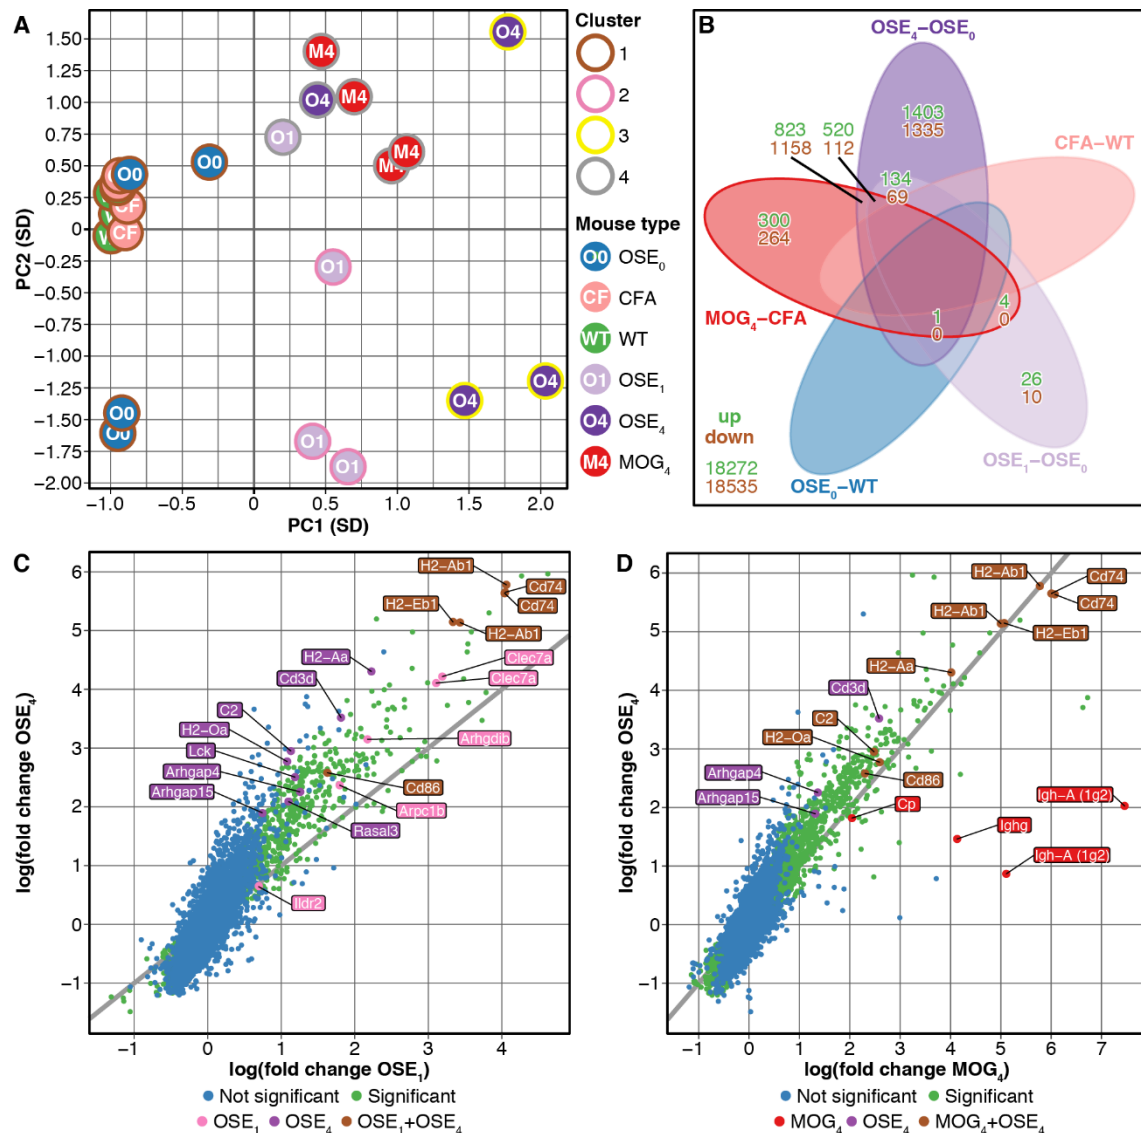 A
PC2 (SD)
1.50
1.25
1.00
0.75
0.50
0.25
0
−0.25
−0.50
−0.75
−1.00
−1.25
−1.50
−1.75
−2.00
O4
M4
O4
M4
O1
M4
M4
O0
O0
CF
W
CF
O1
O4
O4
O0
O0
O1
O1
−1.0
−0.5
0
0.5
1.0
1.5
2.0
PC1 (SD)
Cluster
1
2
3
4
Mouse type
O0 OSE0
CF CFA
WT WT
O1 OSE1
O4 OSE4
M4 MOG4
B
OSE4−OSE0
1403
1335
823
1158
520
112
CFA−WT
134
69
300
264
MOG4−CFA
1
0
4
0
26
10
up
down
18272
18535
OSE0−WT
OSE1−OSE0
C
log(fold change OSE4)
6
5
4
3
2
1
0
−1
H2−Ab1
Cd74
Cd74
H2−Eb1
H2−Ab1
H2−Aa
Clec7a
Clec7a
Cd3d
C2
H2−Oa
Arhgdib
Lck
Arhgap4
Cd86
Arhgap15
Arpc1b
Rasal3
Ildr2
−1
0
1
2
3
4
log(fold change OSE1)
Not significant
Significant
OSE1
OSE4
OSE1+OSE4
D
log(fold change OSE4)
6
5
4
3
2
1
0
−1
H2−Ab1
Cd74
Cd74
H2−Ab1
H2−Eb1
H2−Aa
Cd3d
C2
H2−Oa
Arhgap4
Cd86
Arhgap15
Cp
Igh−A (1g2)
Ighg
Igh−A (1g2)
−1
0
1
2
3
4
5
6
7
log(fold change MOG4)
Not significant
Significant
MOG4
OSE4
MOG4+OSE4